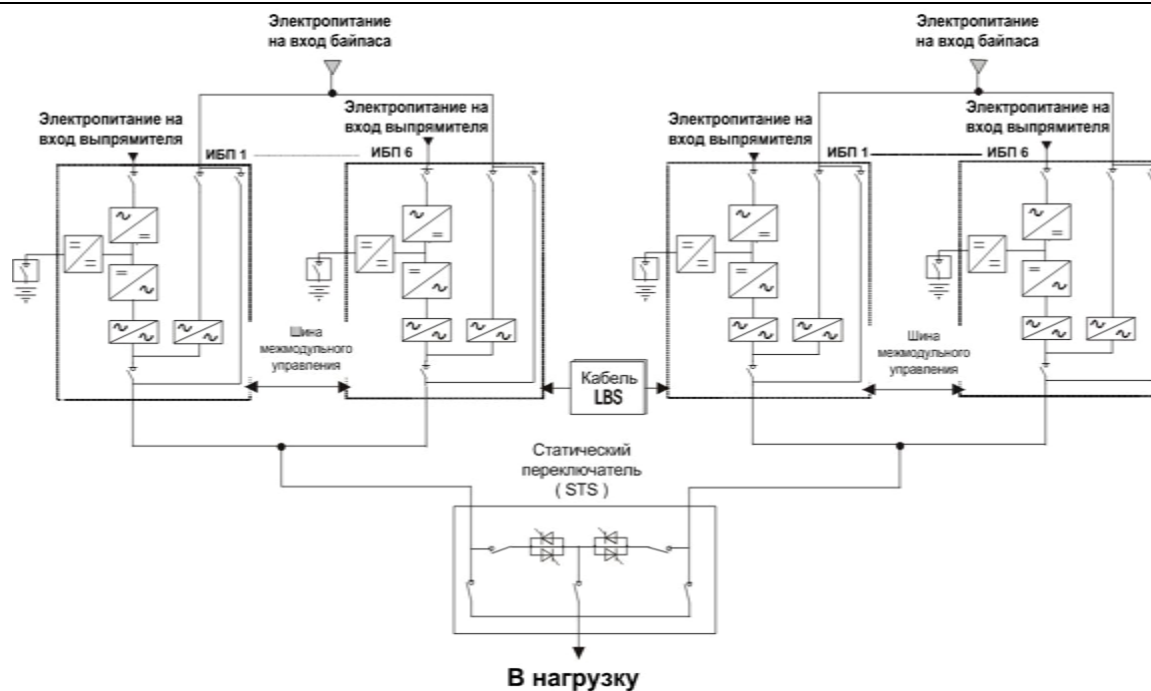 Электропитание
на вход байпаса
Электропитание
на вход байпаса
Электропитание на
вход выпрямителя
Электропитание на
вход выпрямителя
Электропитание на
вход выпрямителя
Электропитание на
вход выпрямителя
ИБП 1
ИБП 6
ИБП 1
ИБП 6
Шина
межмодульного
управления
Кабель
LBS
Шина
межмодульного
управления
Статический
переключатель
( STS )
В нагрузку